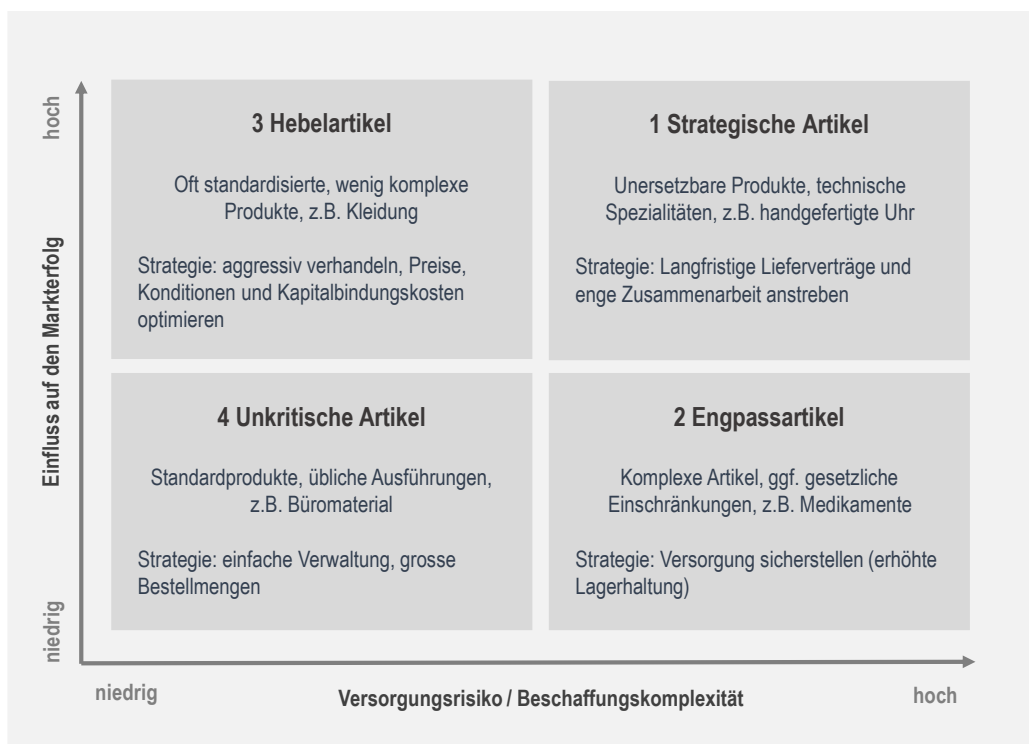 hoch
Einfluss auf den Markterfolg
niedrig
3 Hebelartikel
Oft standardisierte, wenig komplexe
Produkte, z.B. Kleidung
Strategie: aggressiv verhandeln, Preise,
Konditionen und Kapitalbindungskosten
optimieren
1 Strategische Artikel
Unersetzbare Produkte, technische
Spezialitäten, z.B. handgefertigte Uhr
Strategie: Langfristige Lieferverträge und
enge Zusammenarbeit anstreben
4 Unkritische Artikel
Standardprodukte, übliche Ausführungen,
z.B. Büromaterial
Strategie: einfache Verwaltung, grosse
Bestellmengen
2 Engpassartikel
Komplexe Artikel, ggf. gesetzliche
Einschränkungen, z.B. Medikamente
Strategie: Versorgung sicherstellen (erhöhte
Lagerhaltung)
niedrig
Versorgungsrisiko / Beschaffungskomplexität
hoch